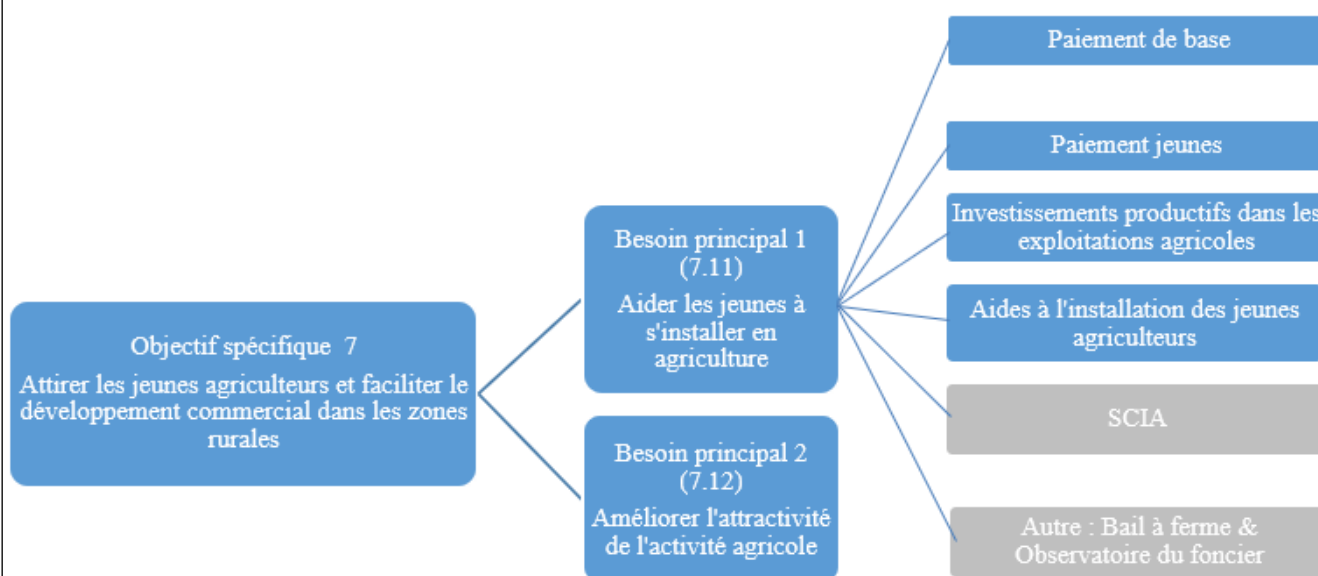 Objectif spécifique 7
Attirer les jeunes agriculteurs et faciliter le
développement commercial dans les zones
rurales
Besoin principal 1
(7.11)
Aider les jeunes à
s'installer en
agriculture
Besoin principal 2
(7.12)
Améliorer l'attractivité
de l'activité agricole
Paiement de base
Paiement jeunes
Investissements productifs dans les
exploitations agricoles
Aides à l'installation des jeunes
agriculteurs
SCIA
Autre : Bail à ferme &
Observatoire du foncier